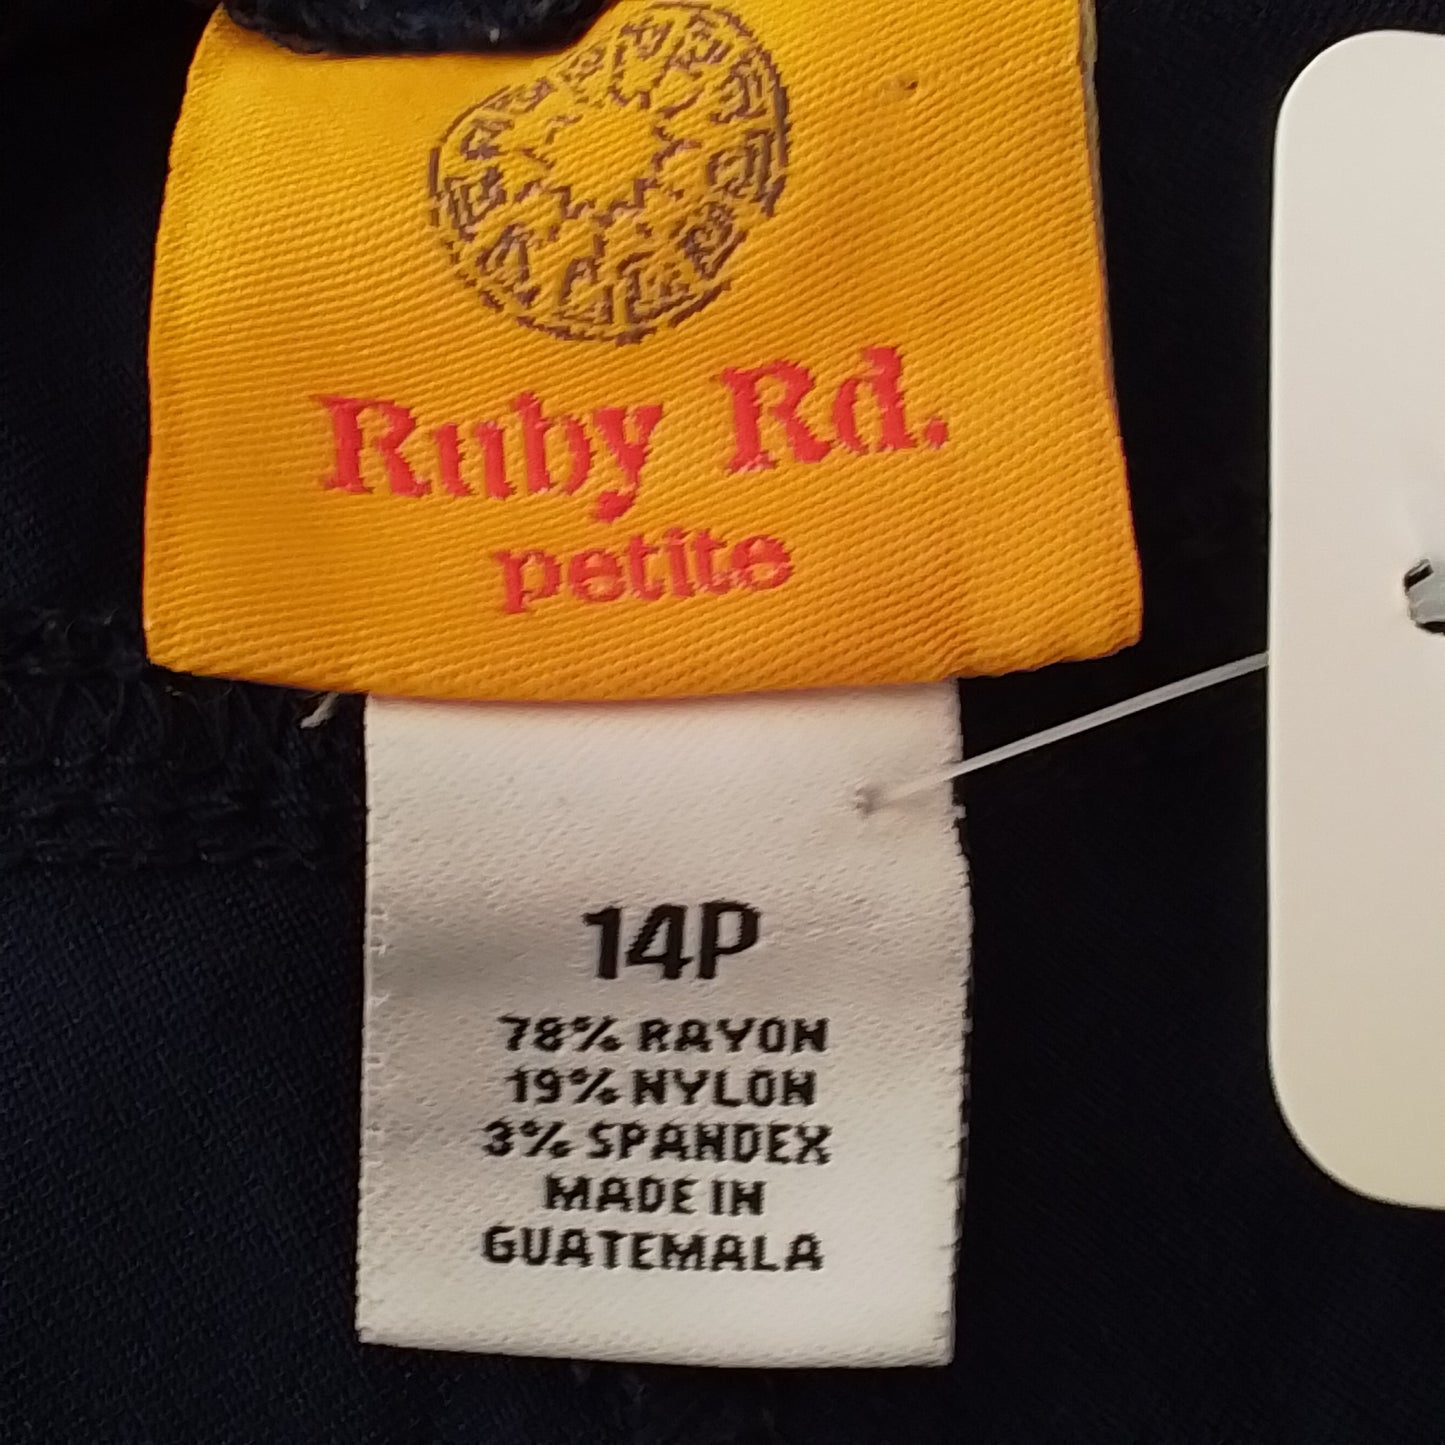 Ruby Rd.
petite
14P
78% RAYON
19% NYLON
3% SPANDEX
MADE IN
GUATEMALA